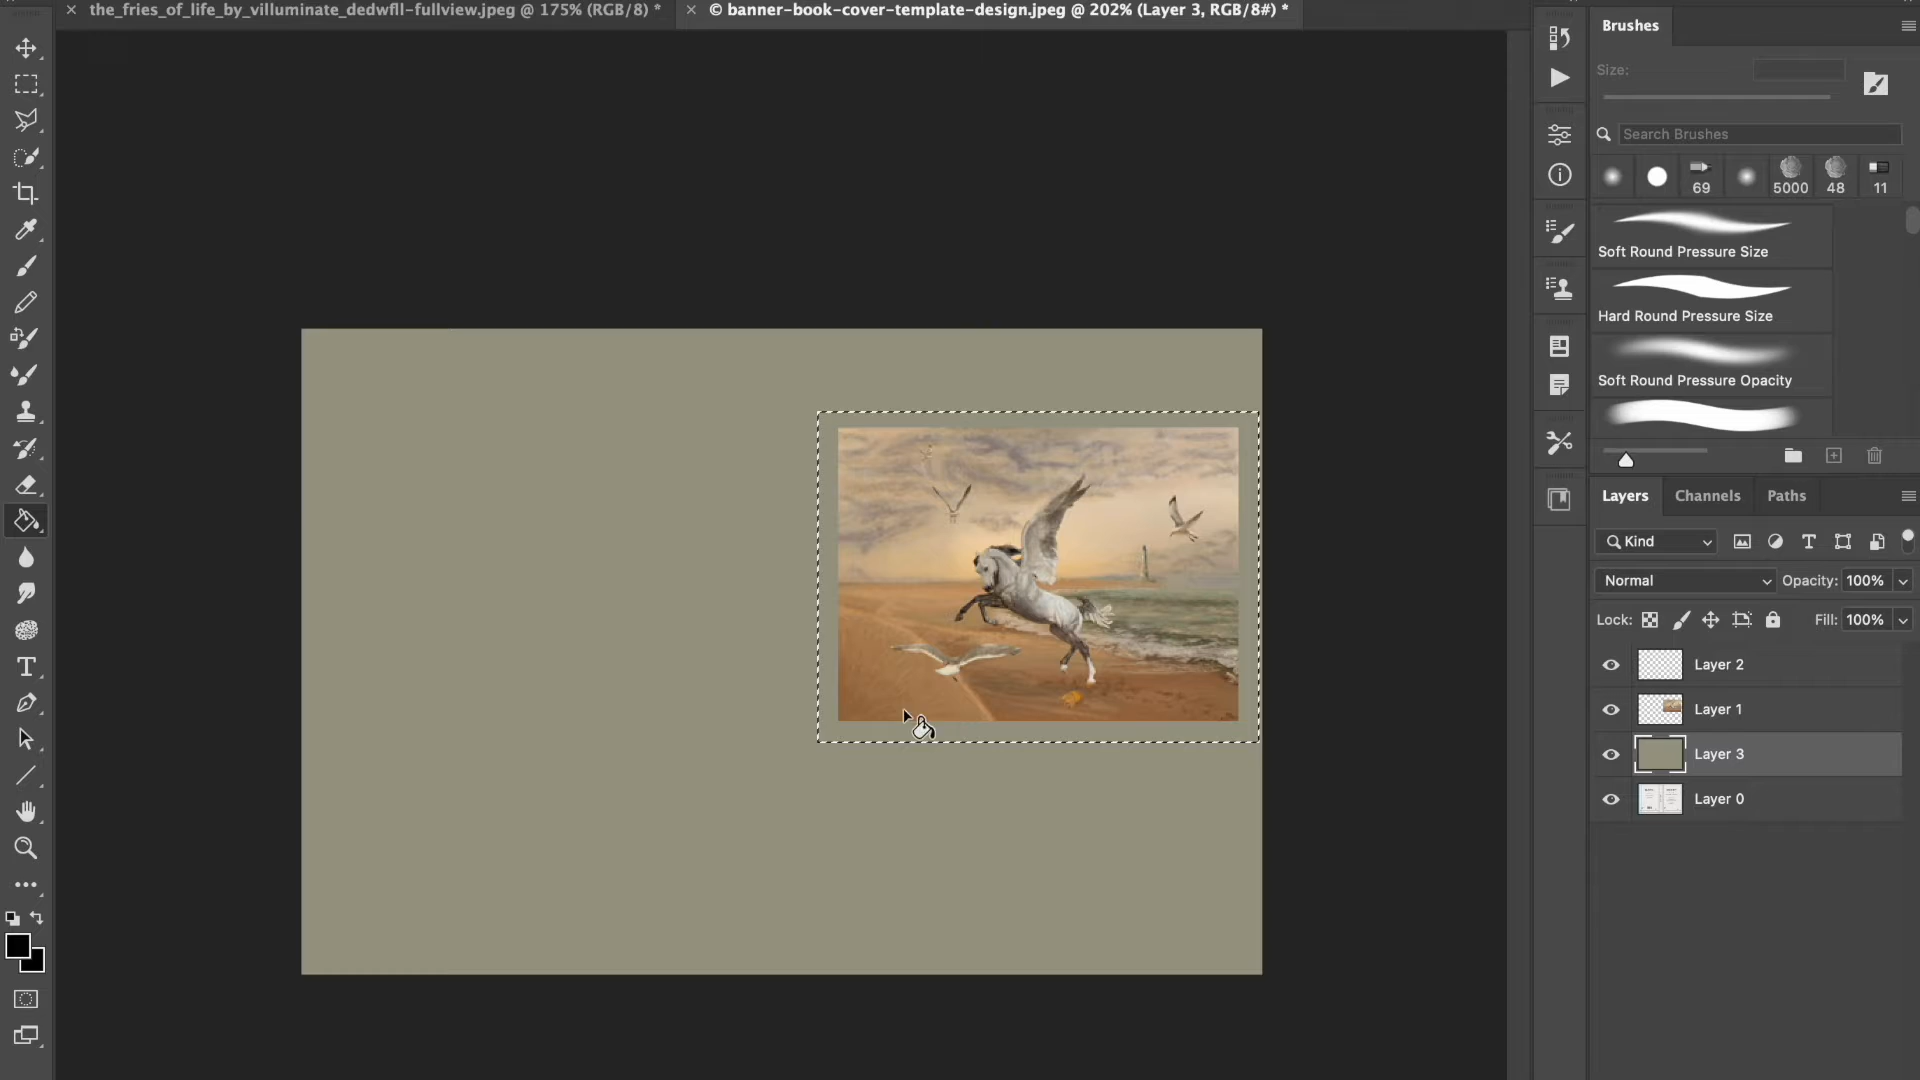 × the_fries_of_life_by_villuminate_dedwfll-fullview.jpeg @ 175% (RGB/8) *
× © banner-book-cover-template-design.jpeg @ 202% (Layer 3, RGB/8#) *
Brushes
Size:
Search Brushes
69
5000
48
11
Soft Round Pressure Size
Hard Round Pressure Size
Soft Round Pressure Opacity
Layers
Channels
Paths
Kind
Normal
Opacity: 100%
Lock:
Fill: 100%
Layer 2
Layer 1
Layer 3
Layer 0